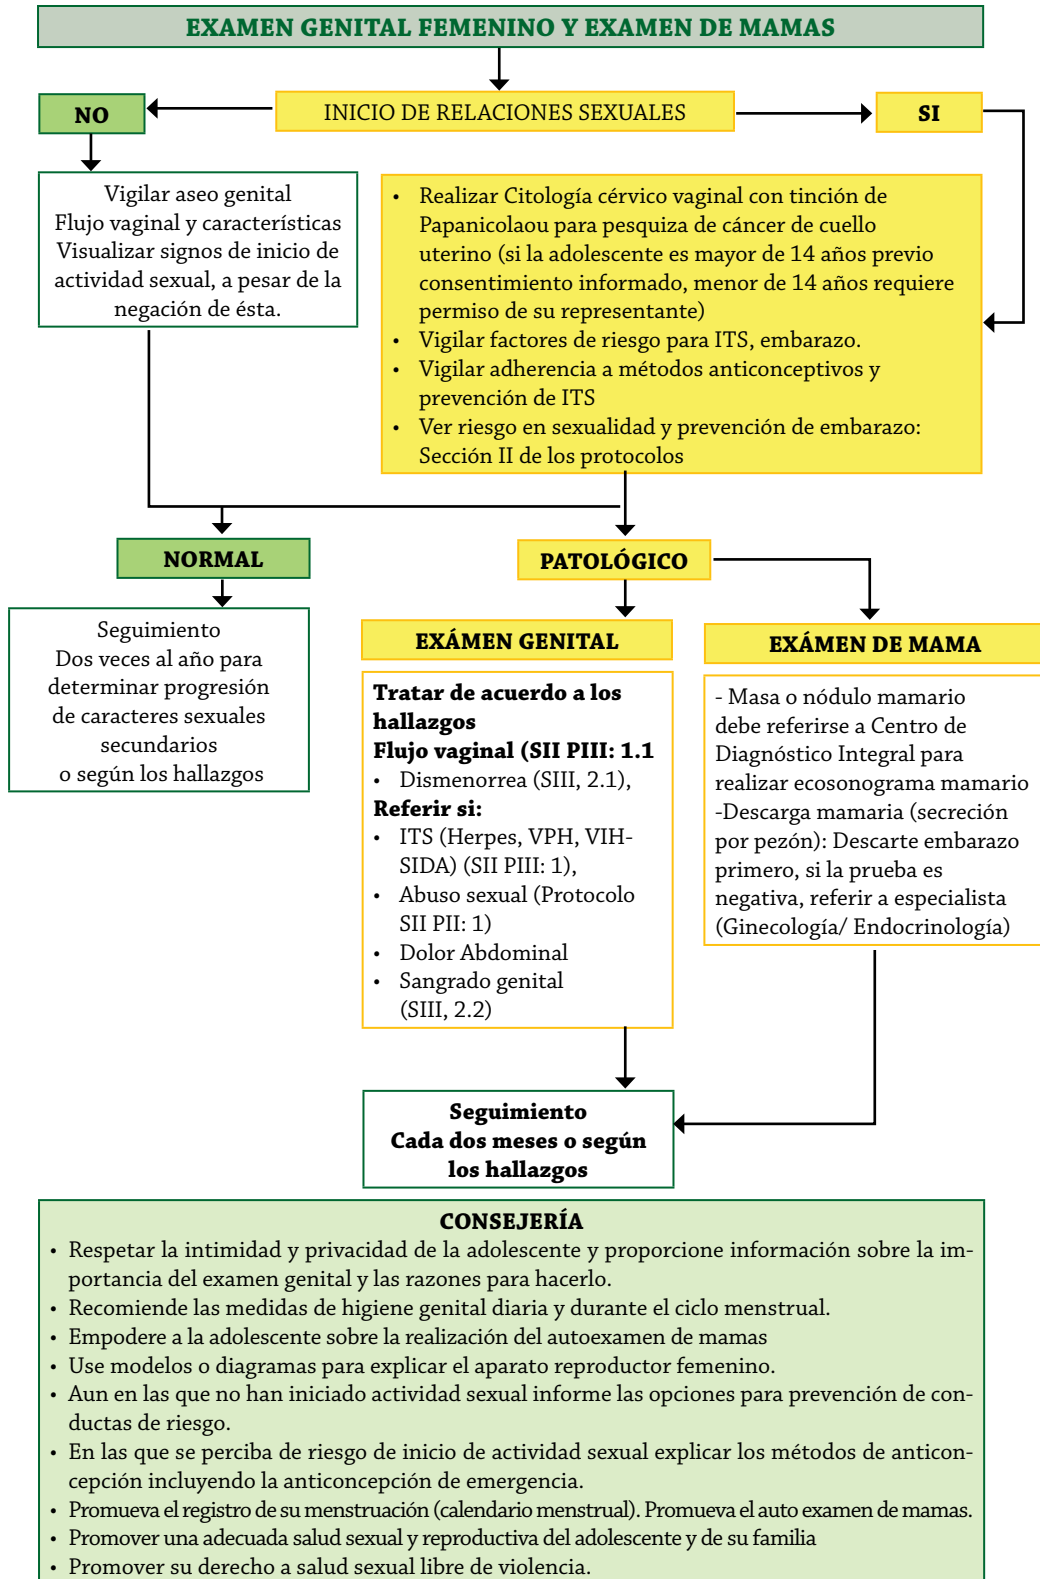 EXAMEN GENITAL FEMENINO Y EXAMEN DE MAMAS
NO
INICIO DE RELACIONES SEXUALES
SI
Vigilar aseo genital
Flujo vaginal y características
Visualizar signos de inicio de
actividad sexual, a pesar de la
negación de ésta.
• Realizar Citología cérvico vaginal con tinción de
Papanicolaou para pesquiza de cáncer de cuello
uterino (si la adolescente es mayor de 14 años previo
consentimiento informado, menor de 14 años requiere
permiso de su representante)
• Vigilar factores de riesgo para ITS, embarazo.
• Vigilar adherencia a métodos anticonceptivos y
prevención de ITS
• Ver riesgo en sexualidad y prevención de embarazo:
Sección II de los protocolos
NORMAL
PATOLÓGICO
Seguimiento
Dos veces al año para
determinar progresión
de caracteres sexuales
secundarios
o según los hallazgos
EXÁMEN GENITAL
Tratar de acuerdo a los
hallazgos
Flujo vaginal (SII PIII: 1.1
• Dismenorrea (SIII, 2.1),
Referir si:
• ITS (Herpes, VPH, VIH-
SIDA) (SII PIII: 1),
• Abuso sexual (Protocolo
SII PII: 1)
• Dolor Abdominal
• Sangrado genital
(SIII, 2.2)
EXÁMEN DE MAMA
- Masa o nódulo mamario
debe referirse a Centro de
Diagnóstico Integral para
realizar ecosonograma mamario
-Descarga mamaria (secreción
por pezón): Descarte embarazo
primero, si la prueba es
negativa, referir a especialista
(Ginecología/ Endocrinología)
Seguimiento
Cada dos meses o según
los hallazgos
CONSEJERÍA
• Respetar la intimidad y privacidad de la adolescente y proporcione información sobre la im-
portancia del examen genital y las razones para hacerlo.
• Recomiende las medidas de higiene genital diaria y durante el ciclo menstrual.
• Empodere a la adolescente sobre la realización del autoexamen de mamas
• Use modelos o diagramas para explicar el aparato reproductor femenino.
• Aun en las que no han iniciado actividad sexual informe las opciones para prevención de con-
ductas de riesgo.
• En las que se perciba de riesgo de inicio de actividad sexual explicar los métodos de anticon-
cepción incluyendo la anticoncepción de emergencia.
• Promueva el registro de su menstruación (calendario menstrual). Promueva el auto examen de mamas.
• Promover una adecuada salud sexual y reproductiva del adolescente y de su familia
• Promover su derecho a salud sexual libre de violencia.